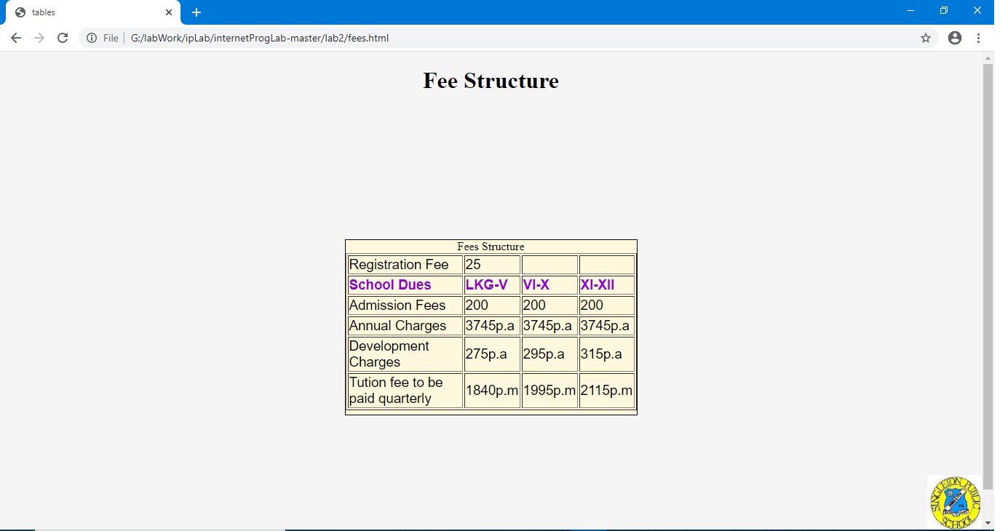 tables
File G:/labWork/ipLab/internetProgLab-master/lab2/fees.html
Fee Structure
Fees Structure
Registration Fee 25
School Dues LKG-V VI-X XI-XII
Admission Fees 200 200 200
Annual Charges 3745p.a 3745p.a 3745p.a
Development
Charges 275p.a 295p.a 315p.a
Tution fee to be
paid quarterly 1840p.m 1995p.m 2115p.m
SINGLETON PUBLIC
SCHOOL